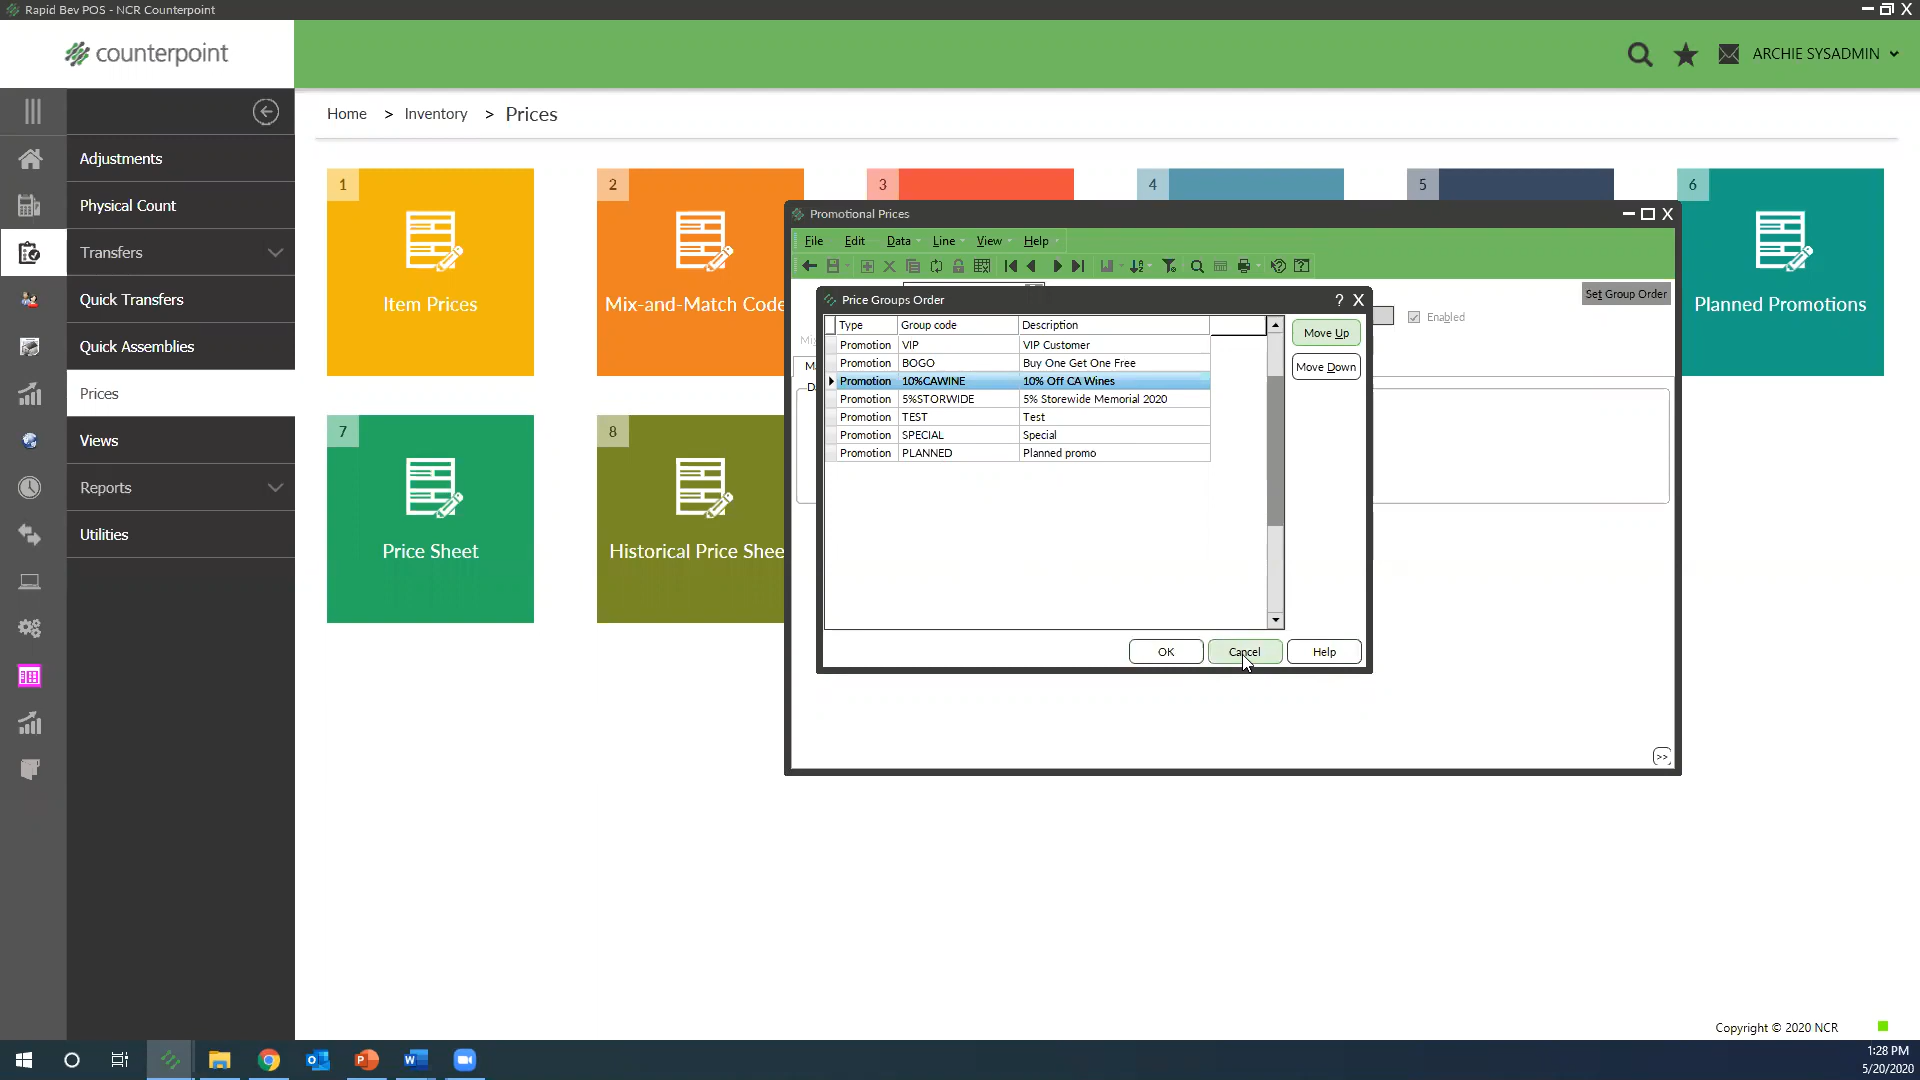 Rapid Bev POS - NCR Counterpoint
counterpoint
ARCHIE SYSADMIN
Home > Inventory > Prices
Adjustments
Physical Count
Transfers
Quick Transfers
Quick Assemblies
Prices
Views
Reports
Utilities
1
Item Prices
2
Mix-and-Match Code
3
4
5
6
Planned Promotions
7
Price Sheet
8
Historical Price Shee
Promotional Prices
File Edit Data Line View Help
Set Group Order
Enabled
Price Groups Order
Type Group code Description
Promotion VIP VIP Customer
Promotion BOGO Buy One Get One Free
Promotion 10%CAWINE 10% Off CA Wines
Promotion 5%STORWIDE 5% Storewide Memorial 2020
Promotion TEST Test
Promotion SPECIAL Special
Promotion PLANNED Planned promo
Move Up
Move Down
OK Cancel Help
>>
Copyright © 2020 NCR
1:28 PM
5/20/2020